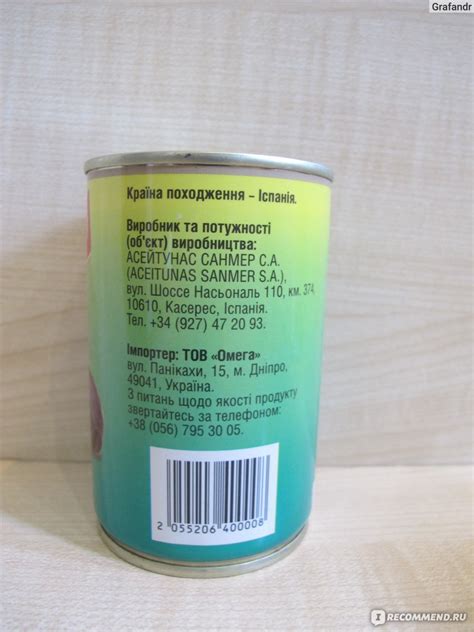 Grafandr
Країна походження – Іспанія.
Виробник та потужності
(об'єкт) виробництва:
АСЕЙТУНАС САНМЕР С.А.
(ACEITUNAS SANMER S.A.),
вул. Шоссе Насьональ 110, км. 374,
10610, Касерес, Іспанія.
Тел. +34 (927) 47 20 93.
Імпортер: ТОВ «Омега»
вул. Панікахи, 15, м. Дніпро,
49041, Україна.
З питань щодо якості продукту
звертайтесь за телефоном:
+38 (056) 795 30 05.
2 055206 400008
IRECOMMEND.RU